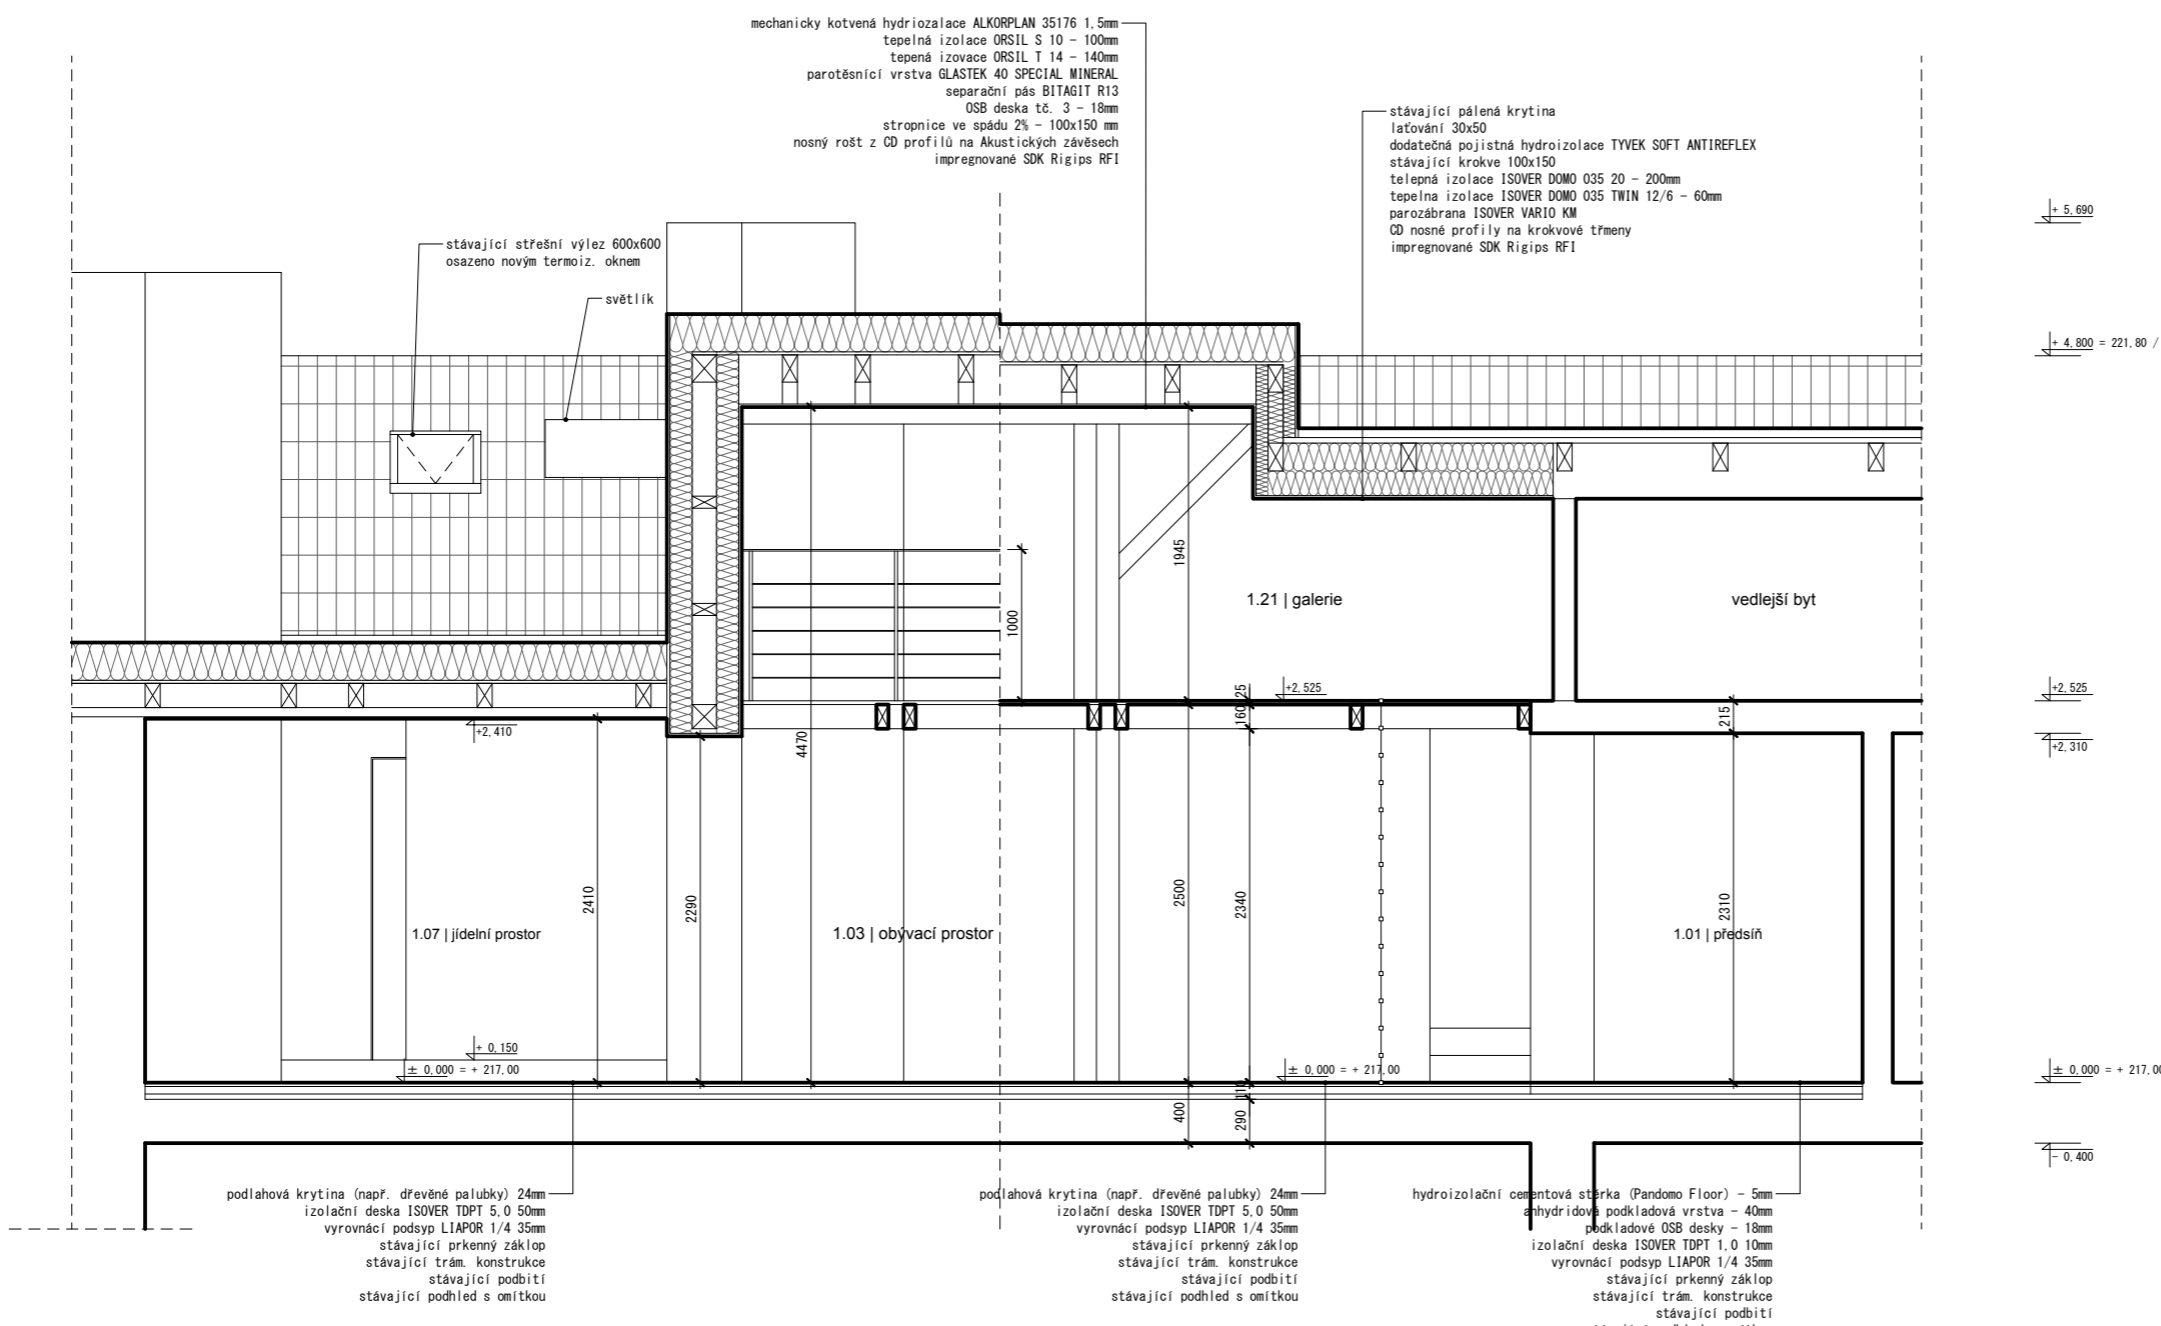 mechanicky kotvená hydriozalace ALKORPLAN 35176 1,5mm
tepelná izolace ORSIL S 10 - 100mm
tepená izovace ORSIL T 14 - 140mm
parotěsnící vrstva GLASTEK 40 SPECIAL MINERAL
separační pás BITAGIT R13
OSB deska tč. 3 - 18mm
stropnice ve spádu 2% - 100x150 mm
nosný rošt z CD profilů na Akustických závěsech
impregnované SDK Rigips RFI
stávající pálená krytina
laťování 30x50
dodatečná pojistná hydroizolace TYVEK SOFT ANTIREFLEX
stávající krokve 100x150
telepná izolace ISOVER DOMO 035 20 - 200mm
tepelna izolace ISOVER DOMO 035 TWIN 12/6 - 60mm
parozábrana ISOVER VARIO KM
CD nosné profily na krokvové třmeny
impregnované SDK Rigips RFI
+ 5,690
stávající střešní výlez 600x600
osazeno novým termoiz. oknem
světlík
+ 4,800 = 221,80 /
1945
1000
1.21 | galerie
vedlejší byt
+2,525
25
160
215
+2,525
+2,410
4470
+2,310
2410
2290
2500
2340
2310
1.07 | jídelní prostor
1.03 | obývací prostor
1.01 | předsíň
+ 0,150
± 0,000 = + 217,00
± 0,000 = + 217,00
± 0,000 = + 217,00
110
400
290
- 0,400
podlahová krytina (např. dřevěné palubky) 24mm
izolační deska ISOVER TDPT 5,0 50mm
vyrovnácí podsyp LIAPOR 1/4 35mm
stávající prkenný záklop
stávající trám. konstrukce
stávající podbití
stávající podhled s omítkou
podlahová krytina (např. dřevěné palubky) 24mm
izolační deska ISOVER TDPT 5,0 50mm
vyrovnácí podsyp LIAPOR 1/4 35mm
stávající prkenný záklop
stávající trám. konstrukce
stávající podbití
stávající podhled s omítkou
hydroizolační cementová stěrka (Pandomo Floor) - 5mm
anhydridová podkladová vrstva - 40mm
podkladové OSB desky - 18mm
izolační deska ISOVER TDPT 1,0 10mm
vyrovnácí podsyp LIAPOR 1/4 35mm
stávající prkenný záklop
stávající trám. konstrukce
stávající podbití